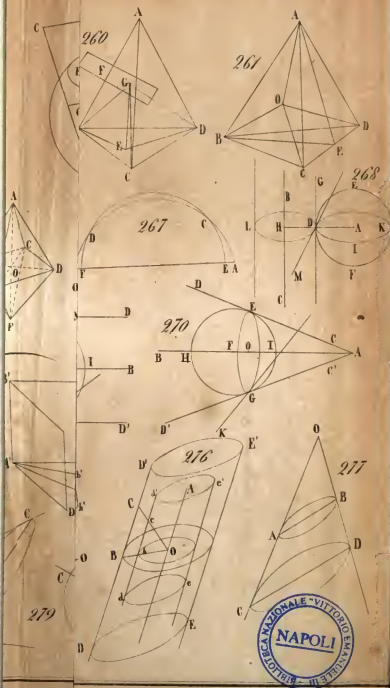 C
260
A
F
G
D
E
C
A
261
O
D
B
E
C
A
C
O
D
F
D
267
C
F
E A
G
268
E
B
L
H
D
A
K
I
M
F
C
D
270
E
C
B
H
F
O
I
A
C'
G
D'
K
D
I
B
D'
A'
D
O
C
279
276
E'
D'
d'
A
e'
C
c
B
b
O
d
e
D
E
277
O
B
A
D
C
BIBLIOTECA NAZIONALE "VITTORIO EMANUELE III"
NAPOLI